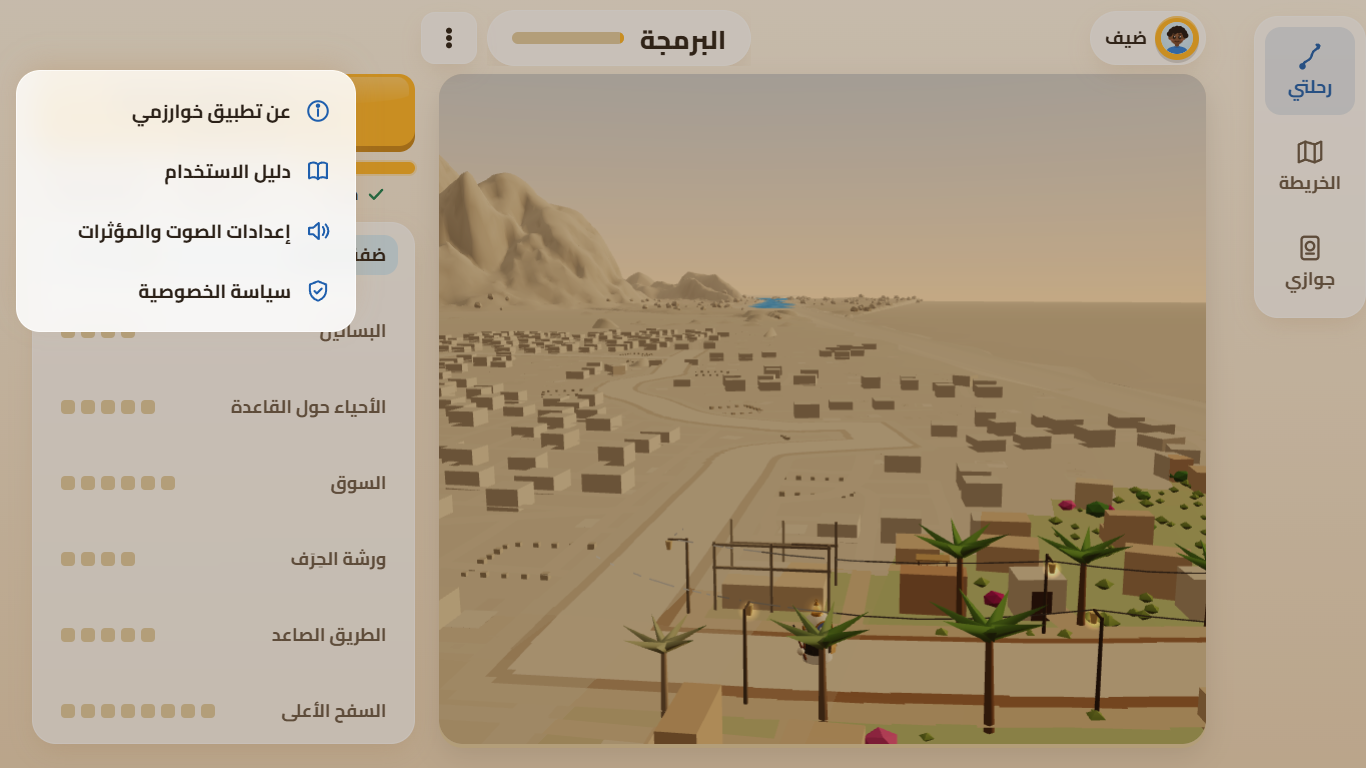 رحلتي
الخريطة
جوازي
ضيف
البرمجة
عن تطبيق خوارزمي
دليل الاستخدام
إعدادات الصوت والمؤثرات
سياسة الخصوصية
البساتين
الأحياء حول القاعدة
السوق
ورشة الحِرَف
الطريق الصاعد
السفح الأعلى